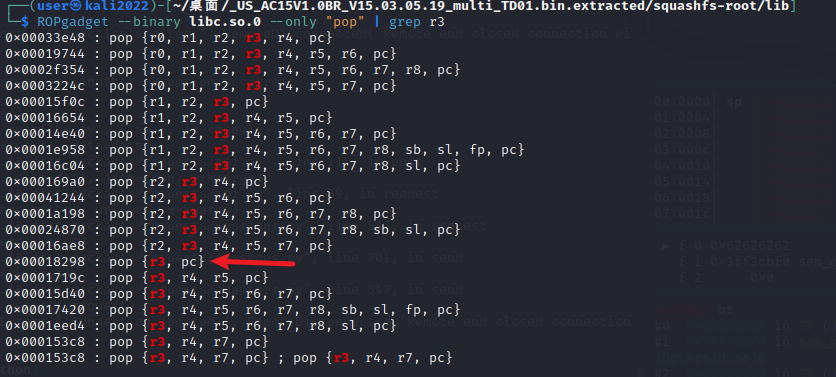 ┌──(user㉿kali2022)-[~/桌面/_US_AC15V1.0BR_V15.03.05.19_multi_TD01.bin.extracted/squashfs-root/lib]
└─$ ROPgadget --binary libc.so.0 --only "pop" | grep r3
0x00033e48 : pop {r0, r1, r2, r3, r4, pc}
0x00019744 : pop {r0, r1, r2, r3, r4, r5, r6, pc}
0x0002f354 : pop {r0, r1, r2, r3, r4, r5, r6, r7, r8, pc}
0x0003224c : pop {r0, r1, r2, r3, r4, r5, r7, pc}
0x00015f0c : pop {r1, r2, r3, pc}
0x00016654 : pop {r1, r2, r3, r4, r5, pc}
0x00014e40 : pop {r1, r2, r3, r4, r5, r6, r7, pc}
0x0001e958 : pop {r1, r2, r3, r4, r5, r6, r7, r8, sb, sl, fp, pc}
0x00016c04 : pop {r1, r2, r3, r4, r5, r6, r7, r8, sl, pc}
0x000169a0 : pop {r2, r3, r4, pc}
0x00041244 : pop {r2, r3, r4, r5, r6, pc}
0x0001a198 : pop {r2, r3, r4, r5, r6, r7, r8, pc}
0x00024870 : pop {r2, r3, r4, r5, r6, r7, r8, sb, sl, pc}
0x00016ae8 : pop {r2, r3, r4, r5, r7, pc}
0x00018298 : pop {r3, pc}
0x0001719c : pop {r3, r4, r5, pc}
0x00015d40 : pop {r3, r4, r5, r6, r7, pc}
0x00017420 : pop {r3, r4, r5, r6, r7, r8, sb, sl, fp, pc}
0x0001eed4 : pop {r3, r4, r5, r6, r7, r8, sl, pc}
0x000153c8 : pop {r3, r4, r7, pc}
0x000153c8 : pop {r3, r4, r7, pc} ; pop {r3, r4, r7, pc}